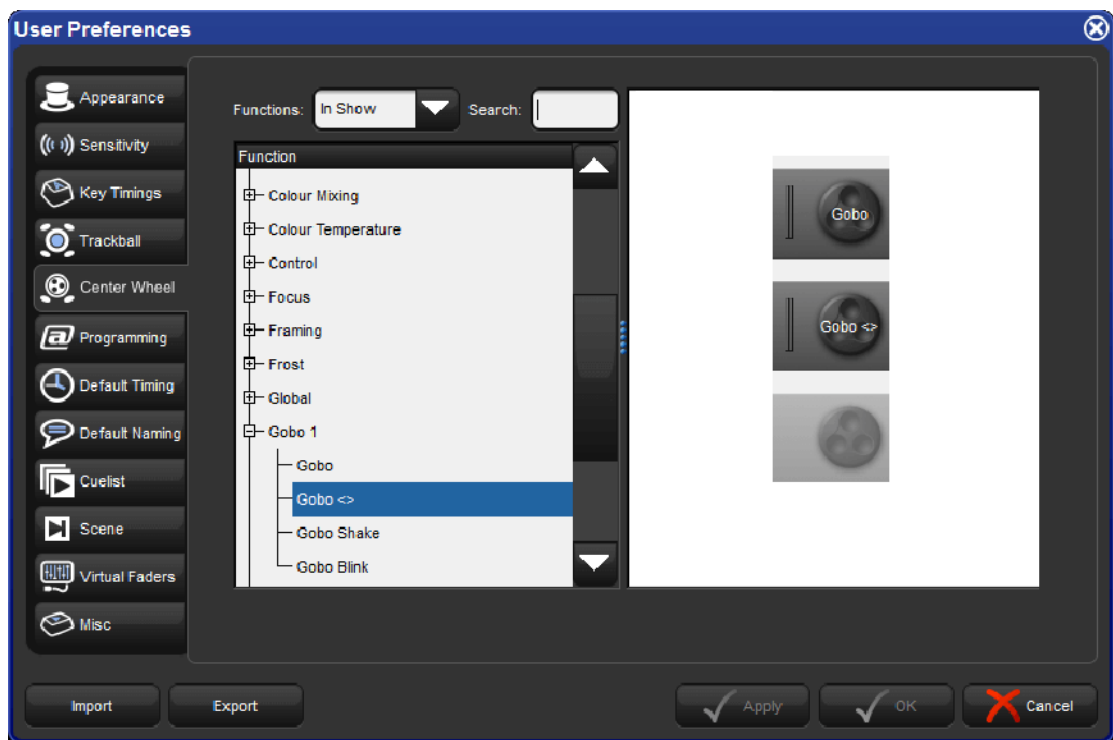 User Preferences
Appearance
Sensitivity
Key Timings
Trackball
Center Wheel
Programming
Default Timing
Default Naming
Cuelist
Scene
Virtual Faders
Misc
Functions: In Show Search:
Function
Colour Mixing
Colour Temperature
Control
Focus
Framing
Frost
Global
Gobo 1
Gobo
Gobo <>
Gobo Shake
Gobo Blink
Gobo
Gobo <>
Import Export Apply OK Cancel